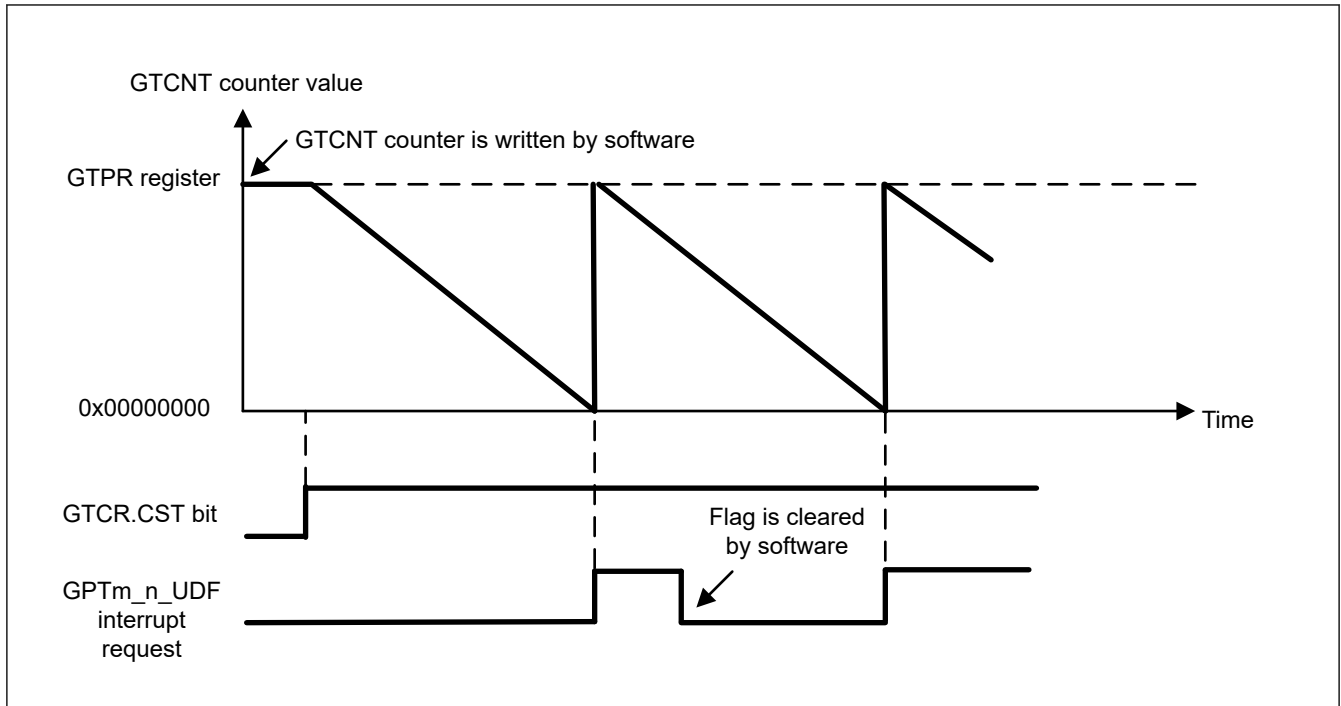 GTCNT counter value
GTCNT counter is written by software
GTPR register
0x00000000
Time
GTCR.CST bit
Flag is cleared
by software
GPTm_n_UDF
interrupt
request